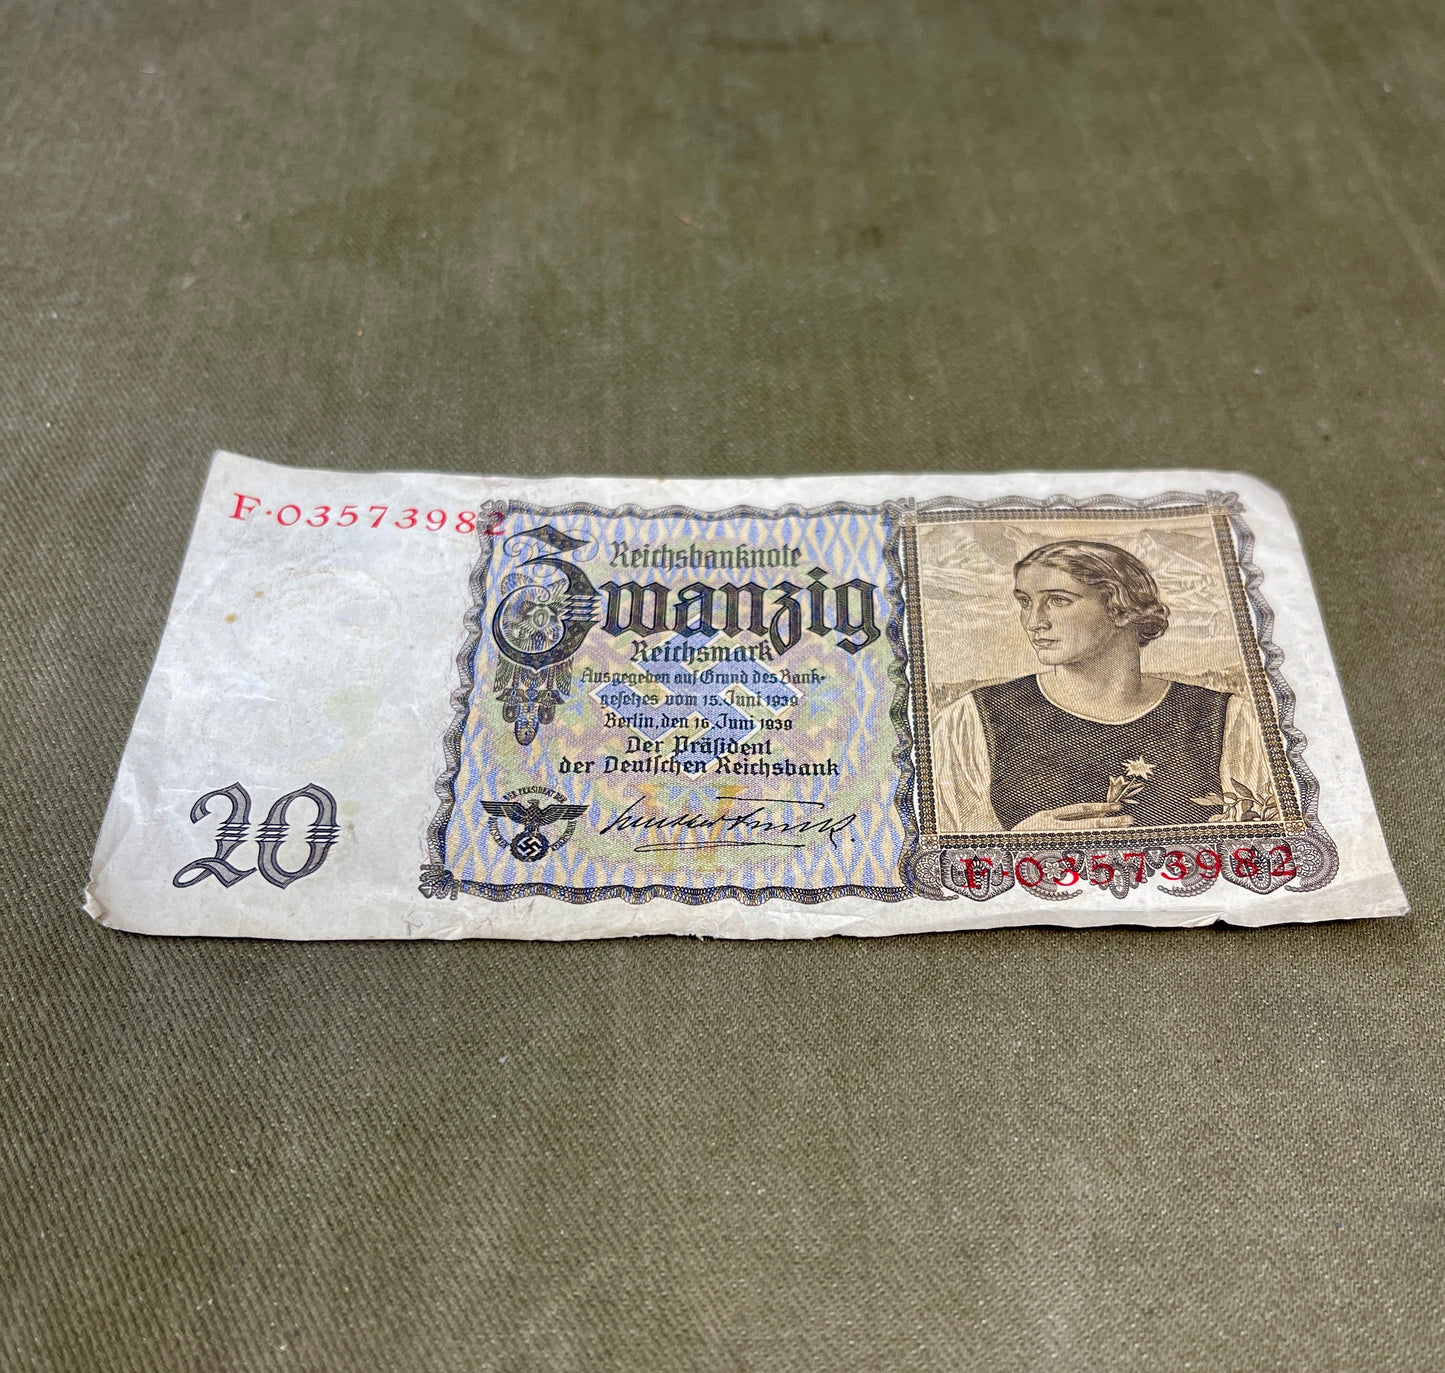 F·03573982
Reichsbanknote
Zwanzig
Reichsmark
Ausgegeben auf Grund des Bank-
gesetzes vom 15. Juni 1939
Berlin, den 16. Juni 1939
Der Präsident
der Deutschen Reichsbank
20
F·03573982